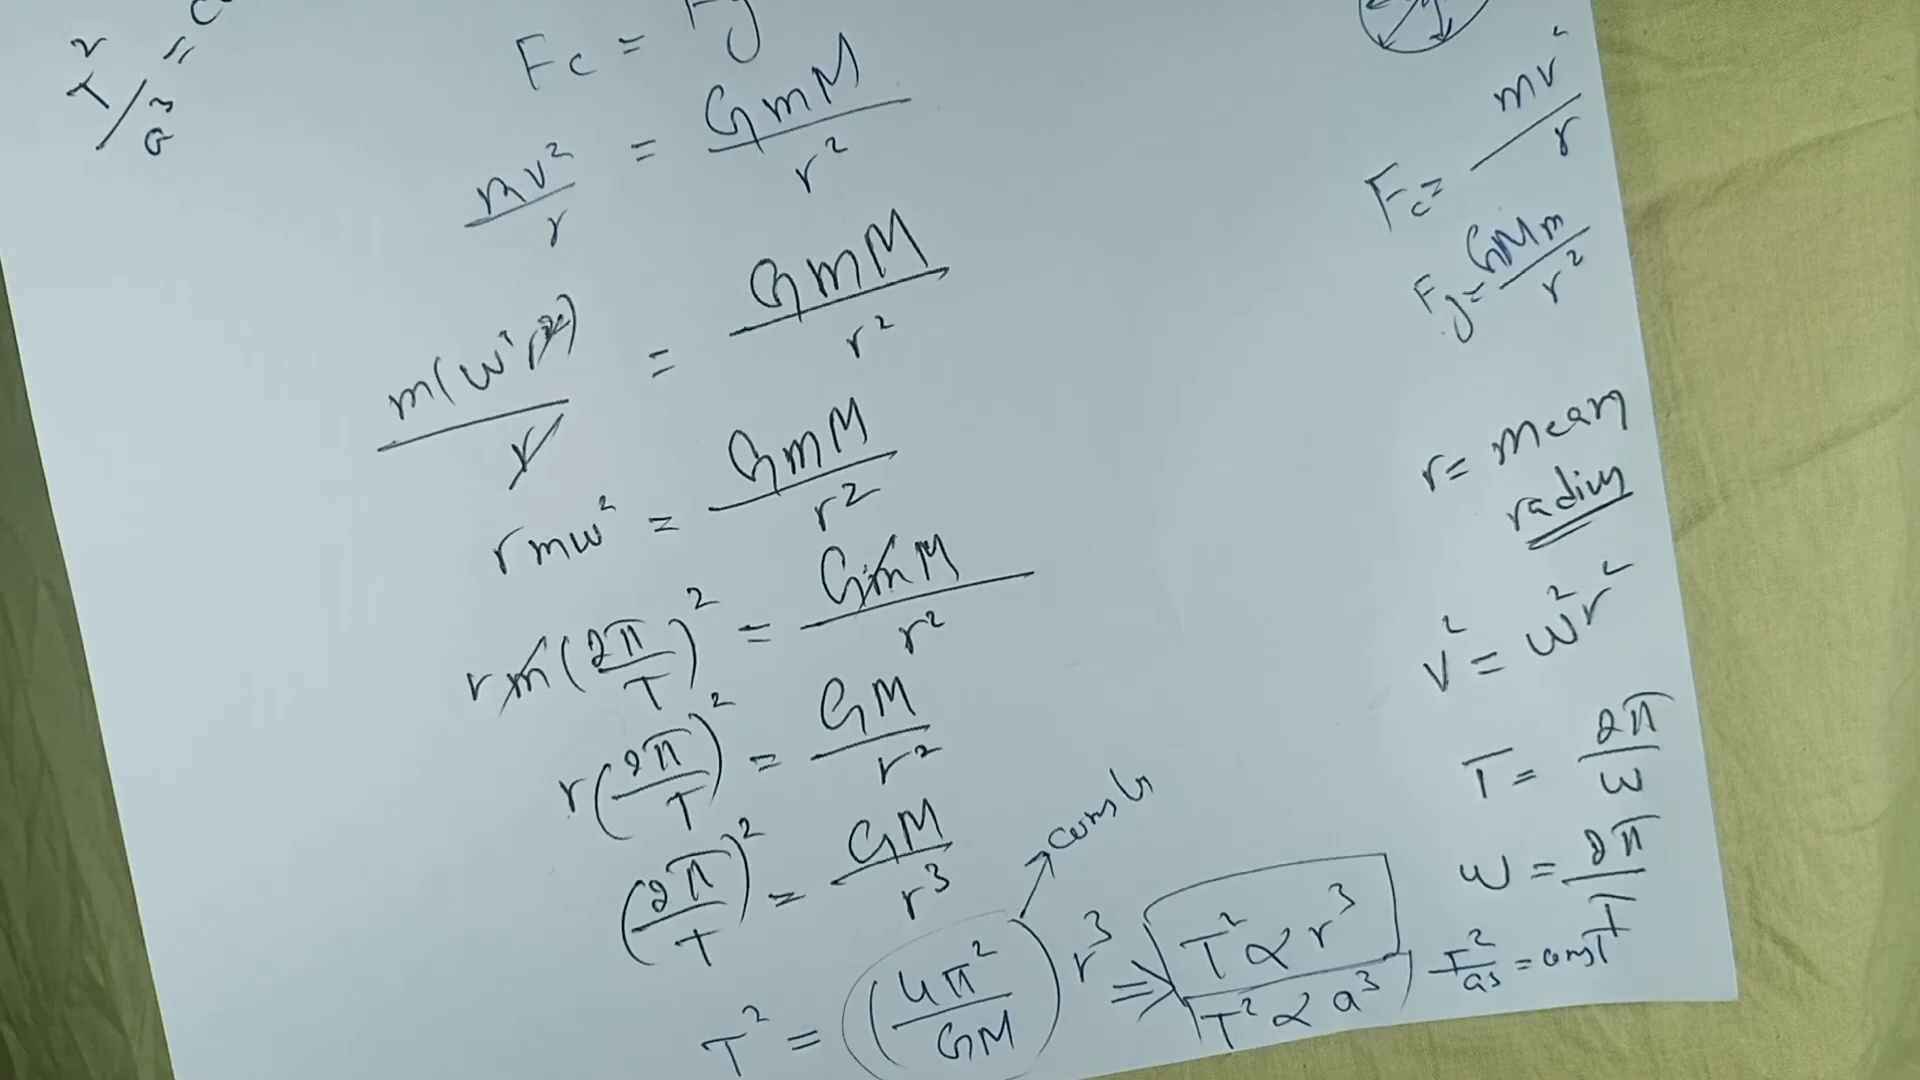 T²/a³ =
Fc = Fg
mv²/r = GmM/r²
m(ω²r²)/r = GmM/r²
rmω² = GmM/r²
rm(2π/T)² = GmM/r²
r(2π/T)² = GM/r²
(2π/T)² = GM/r³
T² = (4π²/GM) r³ ⇒ T² ∝ r³
T² ∝ a³
T²/a³ = const
Fc = mv²/r
Fg = GMm/r²
r = mean
radius
v² = ω²r²
T = 2π/ω
ω = 2π/T